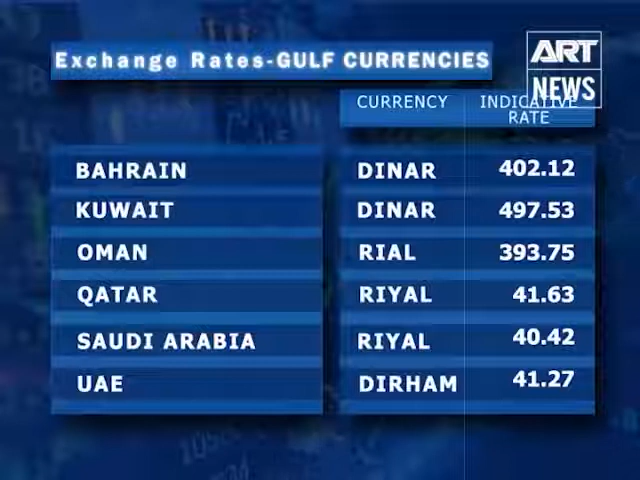 Exchange Rates-GULF CURRENCIES
ART
NEWS
CURRENCY INDICATIVE RATE
BAHRAIN DINAR 402.12
KUWAIT DINAR 497.53
OMAN RIAL 393.75
QATAR RIYAL 41.63
SAUDI ARABIA RIYAL 40.42
UAE DIRHAM 41.27